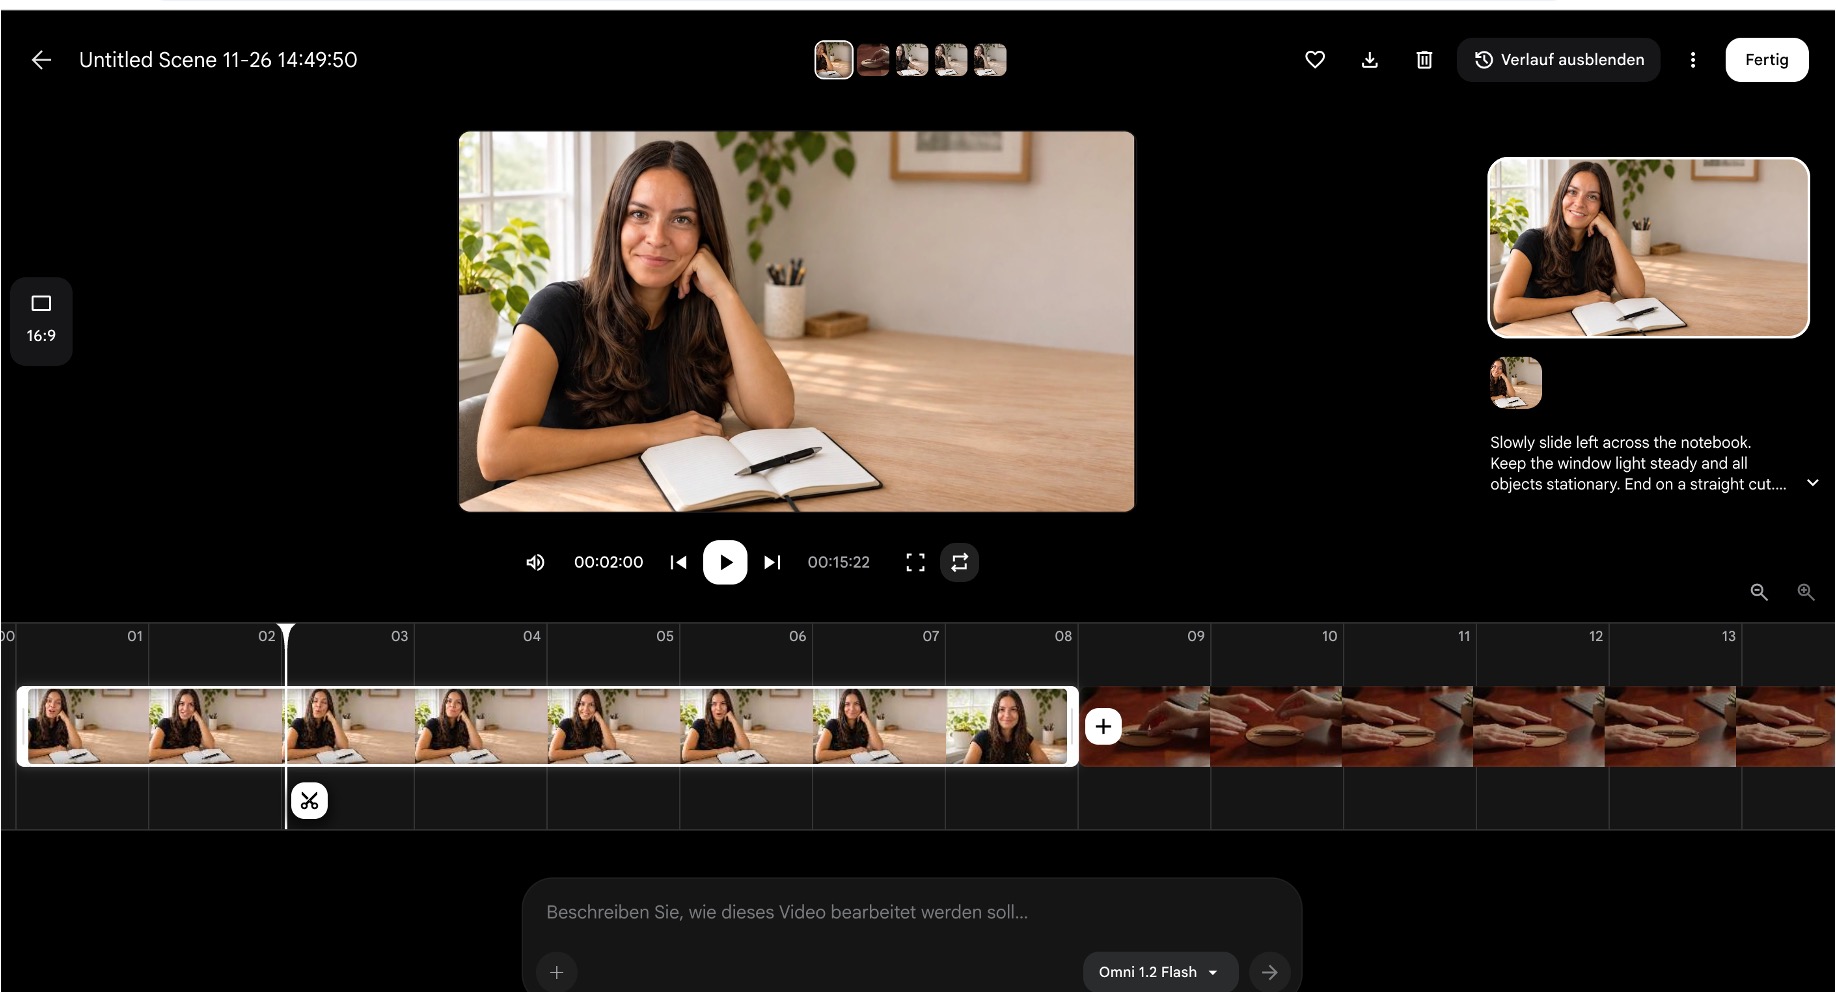 Untitled Scene 11-26 14:49:50
Verlauf ausblenden
Fertig
16:9
Slowly slide left across the notebook.
Keep the window light steady and all
objects stationary. End on a straight cut....
00:02:00
00:15:22
00 01 02 03 04 05 06 07 08 09 10 11 12 13
Beschreiben Sie, wie dieses Video bearbeitet werden soll...
Omni 1.2 Flash